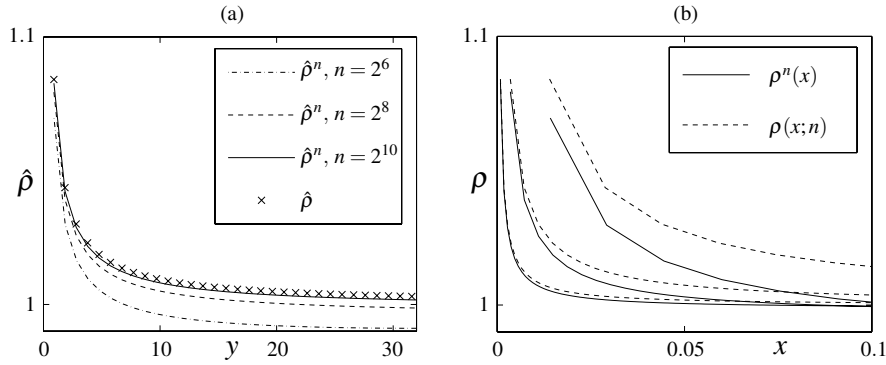 (a)
1.1
ρ̂ⁿ, n = 2⁶
ρ̂ⁿ, n = 2⁸
ρ̂ⁿ, n = 2¹⁰
ρ̂
ρ̂
1
0
10
y
20
30
(b)
1.1
ρⁿ(x)
ρ(x;n)
ρ
1
0
0.05
x
0.1